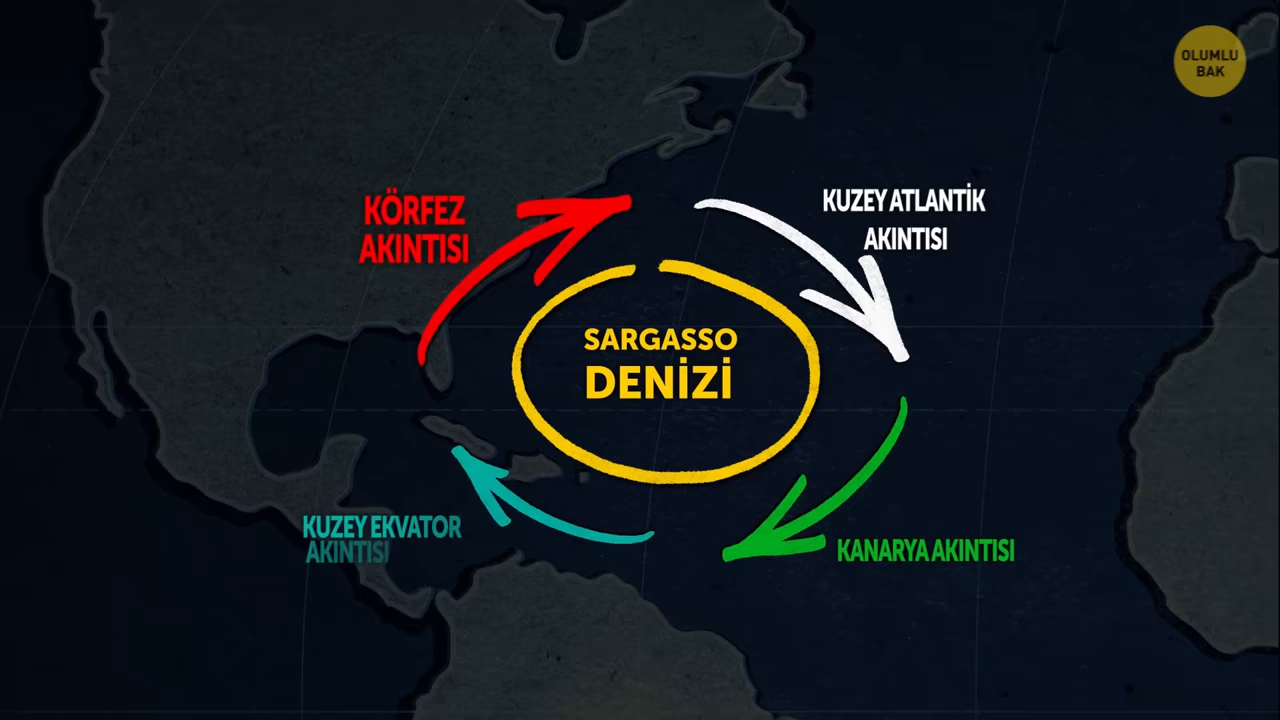 OLUMLU
BAK
KÖRFEZ
AKINTISI
KUZEY ATLANTİK
AKINTISI
SARGASSO
DENİZİ
KUZEY EKVATOR
AKINTISI
KANARYA AKINTISI